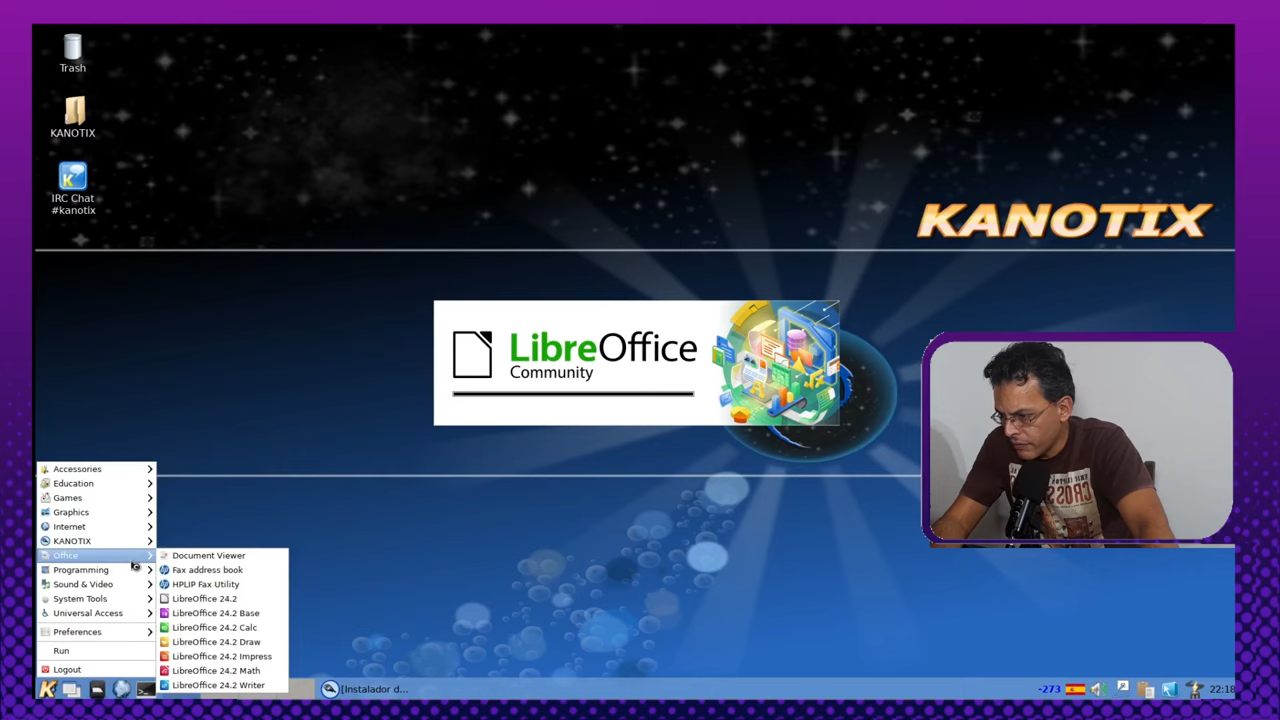 Trash
KANOTIX
IRC Chat
#kanotix
KANOTIX
LibreOffice
Community
Accessories
Education
Games
Graphics
Internet
KANOTIX
Office
Programming
Sound & Video
System Tools
Universal Access
Preferences
Run
Logout
Document Viewer
Fax address book
HPLIP Fax Utility
LibreOffice 24.2
LibreOffice 24.2 Base
LibreOffice 24.2 Calc
LibreOffice 24.2 Draw
LibreOffice 24.2 Impress
LibreOffice 24.2 Math
LibreOffice 24.2 Writer
[Instalador d...
-273
22:18
CROSS